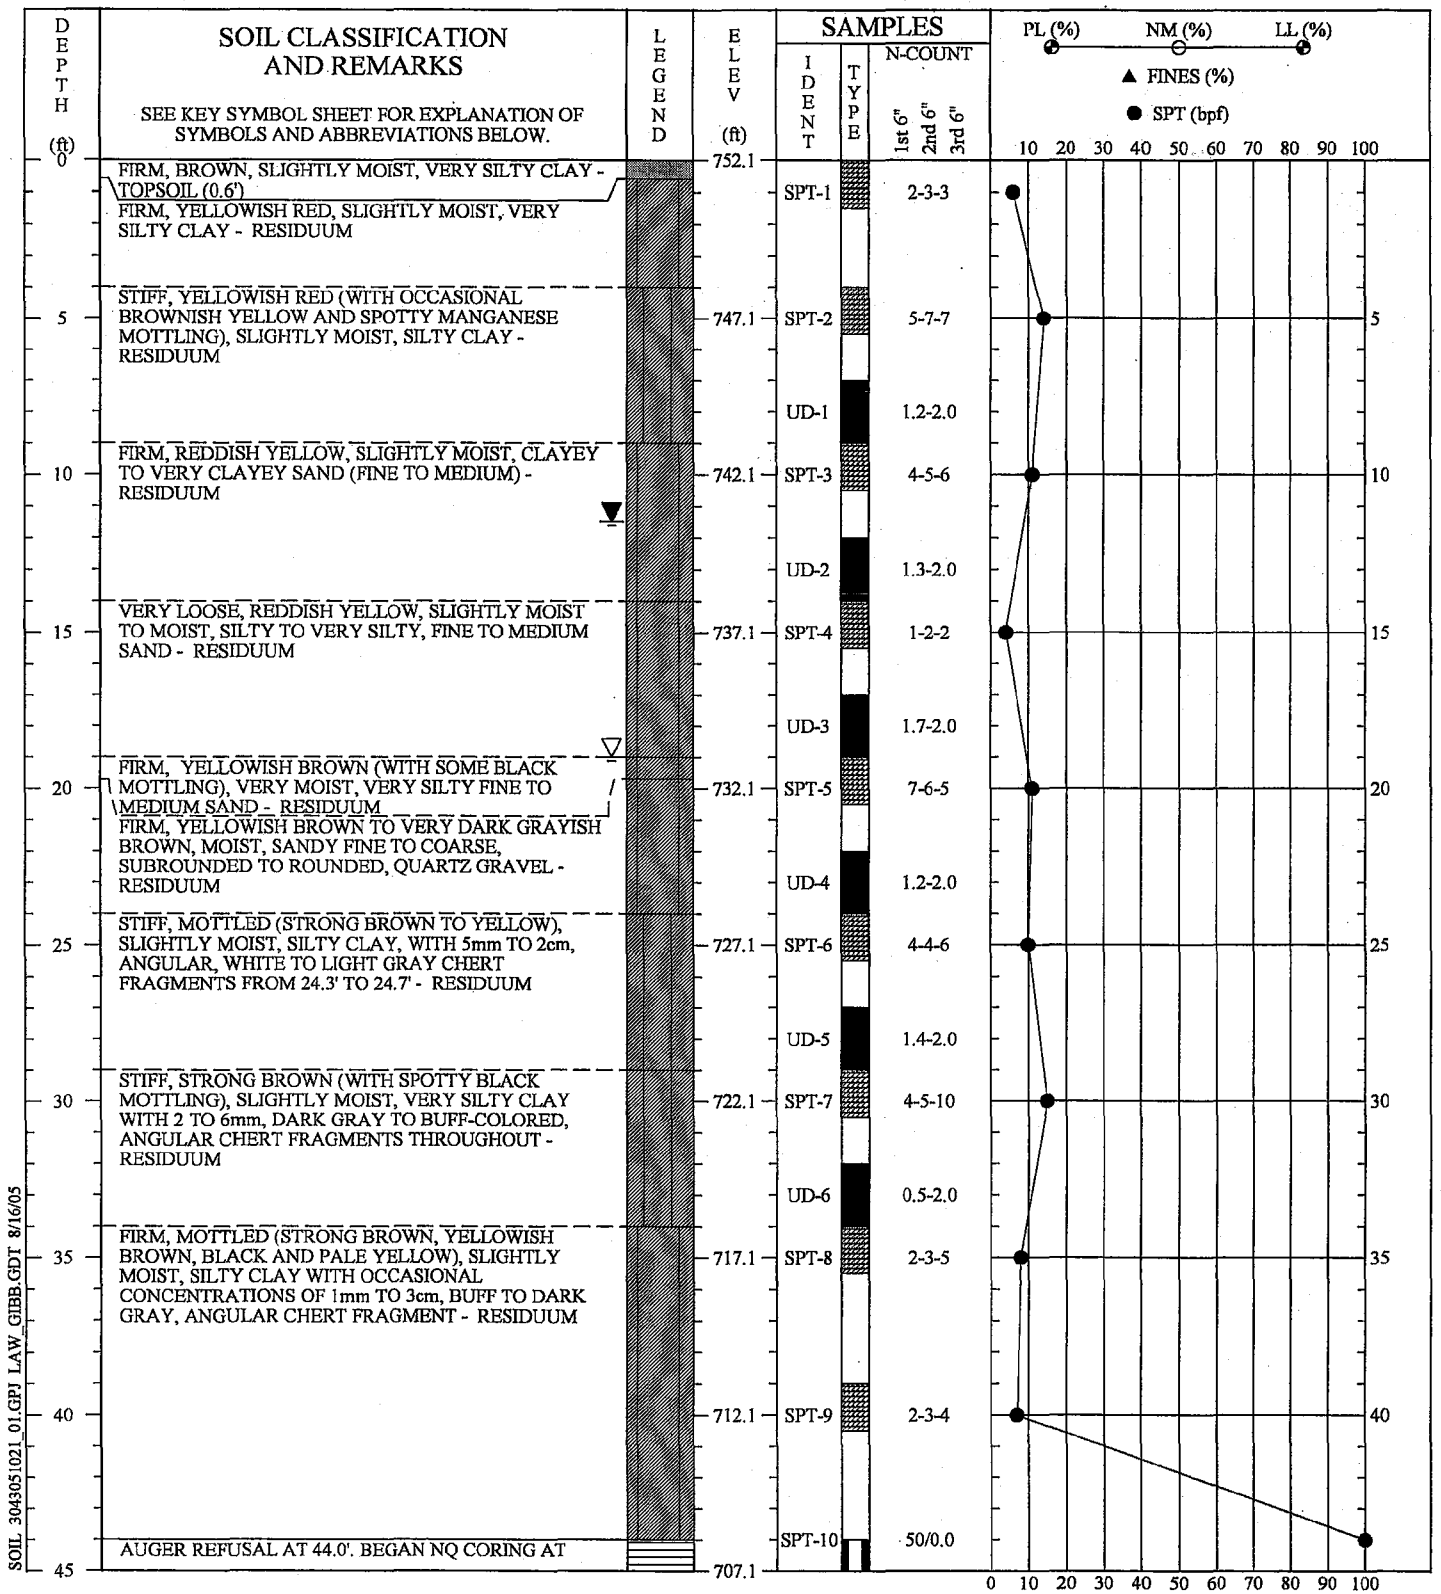 DEPTH (ft)
SOIL CLASSIFICATION
AND REMARKS
SEE KEY SYMBOL SHEET FOR EXPLANATION OF
SYMBOLS AND ABBREVIATIONS BELOW.
LEGEND
ELEV (ft)
SAMPLES
IDENT
TYPE
N-COUNT
1st 6"
2nd 6"
3rd 6"
PL (%) NM (%) LL (%)
▲ FINES (%)
● SPT (bpf)
10 20 30 40 50 60 70 80 90 100
0 752.1
FIRM, BROWN, SLIGHTLY MOIST, VERY SILTY CLAY -
TOPSOIL (0.6')
SPT-1 2-3-3
FIRM, YELLOWISH RED, SLIGHTLY MOIST, VERY
SILTY CLAY - RESIDUUM
STIFF, YELLOWISH RED (WITH OCCASIONAL
BROWNISH YELLOW AND SPOTTY MANGANESE
MOTTLING), SLIGHTLY MOIST, SILTY CLAY -
RESIDUUM
5 747.1 SPT-2 5-7-7 5
UD-1 1.2-2.0
FIRM, REDDISH YELLOW, SLIGHTLY MOIST, CLAYEY
TO VERY CLAYEY SAND (FINE TO MEDIUM) -
RESIDUUM
10 742.1 SPT-3 4-5-6 10
UD-2 1.3-2.0
VERY LOOSE, REDDISH YELLOW, SLIGHTLY MOIST
TO MOIST, SILTY TO VERY SILTY, FINE TO MEDIUM
SAND - RESIDUUM
15 737.1 SPT-4 1-2-2 15
UD-3 1.7-2.0
FIRM, YELLOWISH BROWN (WITH SOME BLACK
MOTTLING), VERY MOIST, VERY SILTY FINE TO
MEDIUM SAND - RESIDUUM
20 732.1 SPT-5 7-6-5 20
FIRM, YELLOWISH BROWN TO VERY DARK GRAYISH
BROWN, MOIST, SANDY FINE TO COARSE,
SUBROUNDED TO ROUNDED, QUARTZ GRAVEL -
RESIDUUM
UD-4 1.2-2.0
STIFF, MOTTLED (STRONG BROWN TO YELLOW),
SLIGHTLY MOIST, SILTY CLAY, WITH 5mm TO 2cm,
ANGULAR, WHITE TO LIGHT GRAY CHERT
FRAGMENTS FROM 24.3' TO 24.7' - RESIDUUM
25 727.1 SPT-6 4-4-6 25
UD-5 1.4-2.0
STIFF, STRONG BROWN (WITH SPOTTY BLACK
MOTTLING), SLIGHTLY MOIST, VERY SILTY CLAY
WITH 2 TO 6mm, DARK GRAY TO BUFF-COLORED,
ANGULAR CHERT FRAGMENTS THROUGHOUT -
RESIDUUM
30 722.1 SPT-7 4-5-10 30
UD-6 0.5-2.0
FIRM, MOTTLED (STRONG BROWN, YELLOWISH
BROWN, BLACK AND PALE YELLOW), SLIGHTLY
MOIST, SILTY CLAY WITH OCCASIONAL
CONCENTRATIONS OF 1mm TO 3cm, BUFF TO DARK
GRAY, ANGULAR CHERT FRAGMENT - RESIDUUM
35 717.1 SPT-8 2-3-5 35
40 712.1 SPT-9 2-3-4 40
AUGER REFUSAL AT 44.0'. BEGAN NQ CORING AT
SPT-10 50/0.0
45 707.1
0 10 20 30 40 50 60 70 80 90 100
SOIL 3043051021_01.GPJ LAW_GIBB.GDT 8/16/05